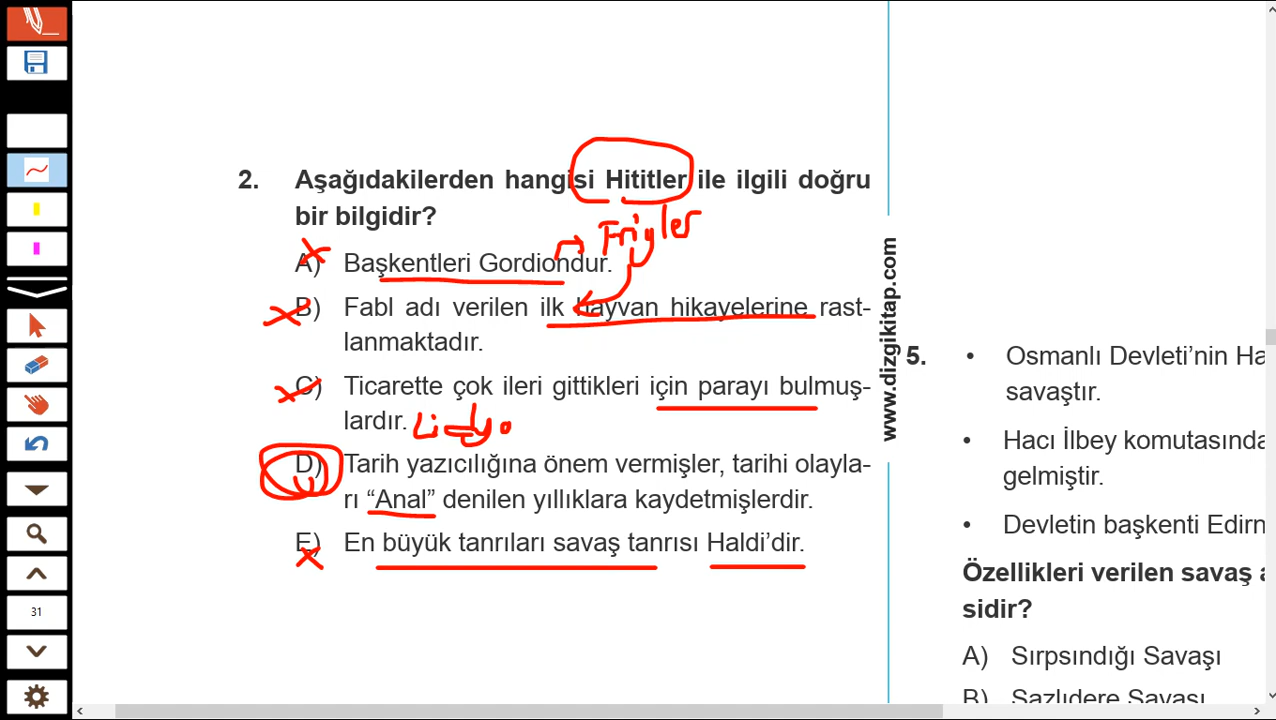 2. Aşağıdakilerden hangisi Hititler ile ilgili doğru
bir bilgidir?
Frigler
A) Başkentleri Gordiondur.
B) Fabl adı verilen ilk hayvan hikayelerine rast-
lanmaktadır.
C) Ticarette çok ileri gittikleri için parayı bulmuş-
lardır. Lidya
D) Tarih yazıcılığına önem vermişler, tarihi olayla-
rı “Anal” denilen yıllıklara kaydetmişlerdir.
E) En büyük tanrıları savaş tanrısı Haldi’dir.
www.dizgikitap.com
5. • Osmanlı Devleti’nin Ha
savaştır.
• Hacı İlbey komutasında
gelmiştir.
• Devletin başkenti Edirn
Özellikleri verilen savaş a
sidir?
A) Sırpsındığı Savaşı
B) Sazlıdere Savaşı
31